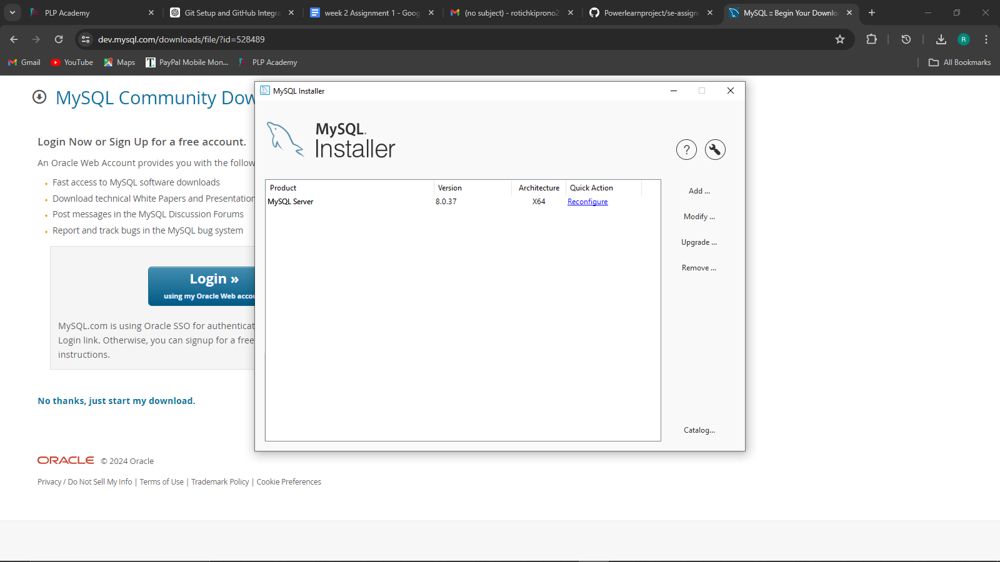 PLP Academy
Git Setup and GitHub Integra
week 2 Assignment 1 - Goog
(no subject) - rotichkiprono2
Powerlearnproject/se-assignm
MySQL :: Begin Your Downlo
dev.mysql.com/downloads/file/?id=528489
R
Gmail
YouTube
Maps
PayPal Mobile Mon...
PLP Academy
All Bookmarks
MySQL Community Dow
Login Now or Sign Up for a free account.
An Oracle Web Account provides you with the follow
Fast access to MySQL software downloads
Download technical White Papers and Presentation
Post messages in the MySQL Discussion Forums
Report and track bugs in the MySQL bug system
Login »
using my Oracle Web accou
MySQL.com is using Oracle SSO for authenticat
Login link. Otherwise, you can signup for a free
instructions.
No thanks, just start my download.
ORACLE © 2024 Oracle
Privacy / Do Not Sell My Info | Terms of Use | Trademark Policy | Cookie Preferences
MySQL Installer
MySQL.
Installer
?
Product Version Architecture Quick Action
MySQL Server 8.0.37 X64 Reconfigure
Add ...
Modify ...
Upgrade ...
Remove ...
Catalog...